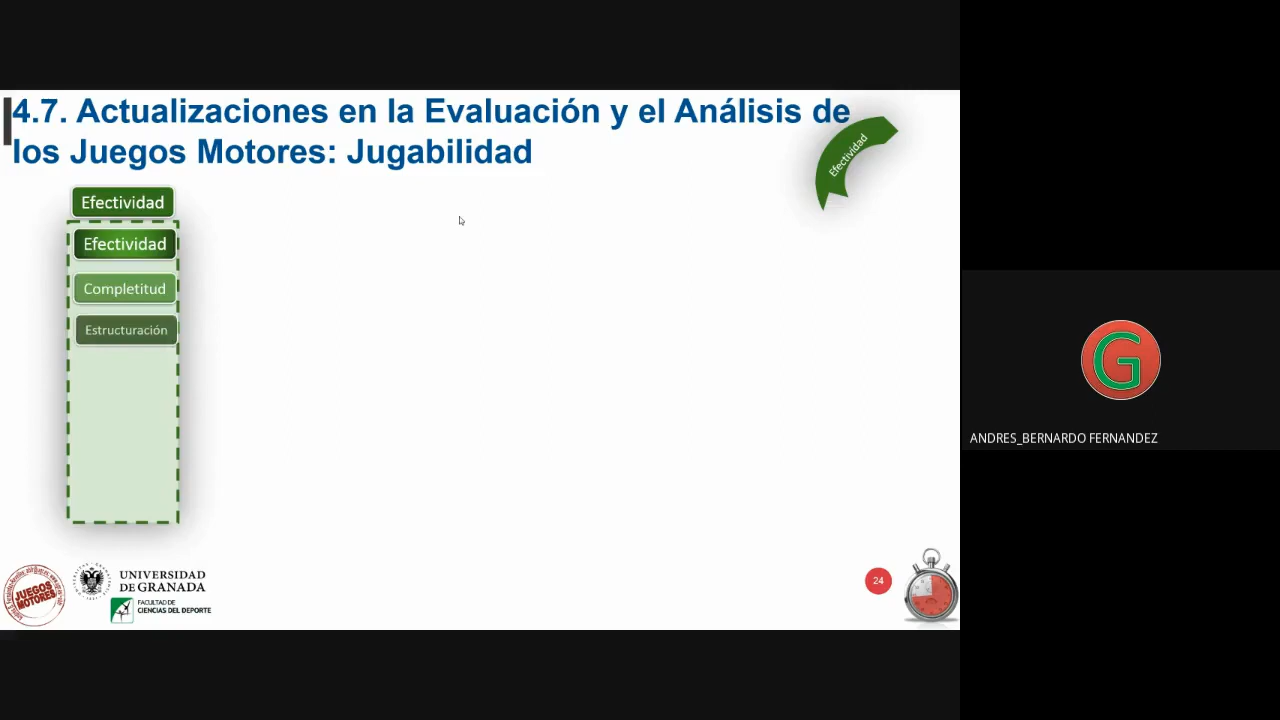 4.7. Actualizaciones en la Evaluación y el Análisis de
los Juegos Motores: Jugabilidad
Efectividad
Efectividad
Efectividad
Completitud
Estructuración
G
ANDRES_BERNARDO FERNANDEZ
JUEGOS
MOTORES
UNIVERSIDAD
DE GRANADA
FACULTAD DE
CIENCIAS DEL DEPORTE
24